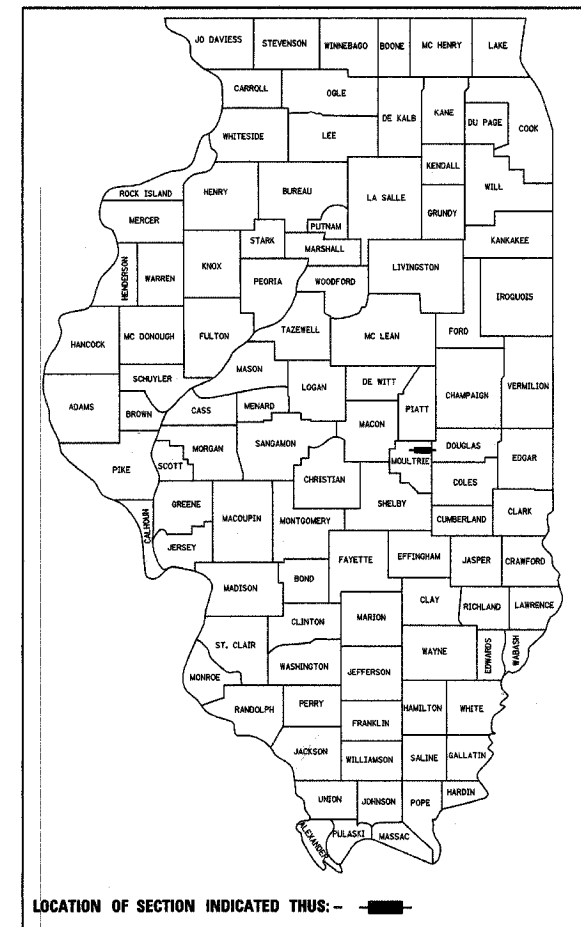 JO DAVIESS STEVENSON WINNEBAGO BOONE MC HENRY LAKE
CARROLL OGLE DE KALB KANE DU PAGE COOK
WHITESIDE LEE
KENDALL WILL
ROCK ISLAND HENRY BUREAU LA SALLE GRUNDY
MERCER PUTNAM
STARK MARSHALL KANKAKEE
HENDERSON WARREN KNOX PEORIA WOODFORD LIVINGSTON IROQUOIS
HANCOCK MC DONOUGH FULTON TAZEWELL MC LEAN FORD
MASON
SCHUYLER LOGAN DE WITT CHAMPAIGN VERMILION
ADAMS BROWN CASS MENARD PIATT
MACON
MORGAN SANGAMON DOUGLAS EDGAR
PIKE SCOTT CHRISTIAN MOULTRIE COLES
SHELBY
GREENE MACOUPIN MONTGOMERY CUMBERLAND CLARK
CALHOUN JERSEY FAYETTE EFFINGHAM JASPER CRAWFORD
BOND
MADISON CLAY RICHLAND LAWRENCE
CLINTON MARION
ST. CLAIR WAYNE EDWARDS WABASH
WASHINGTON JEFFERSON
MONROE
RANDOLPH PERRY HAMILTON WHITE
FRANKLIN
JACKSON WILLIAMSON SALINE GALLATIN
UNION JOHNSON POPE HARDIN
ALEXANDER PULASKI MASSAC
LOCATION OF SECTION INDICATED THUS: -